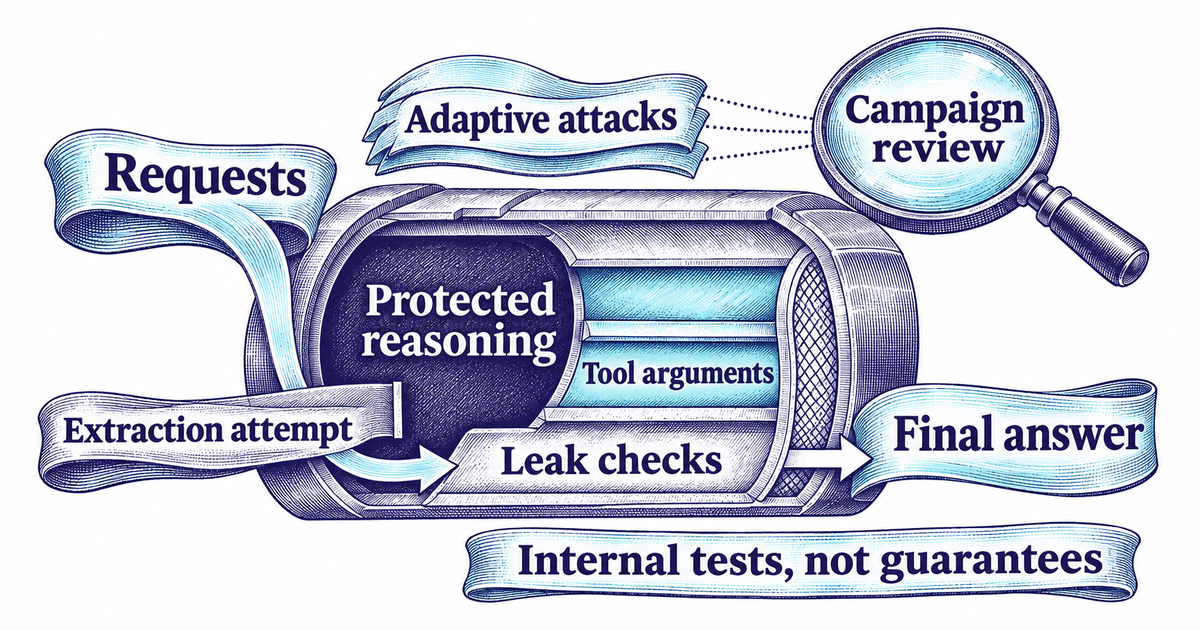 Adaptive attacks
Campaign
review
Requests
Protected
reasoning
Tool arguments
Extraction attempt
Leak checks
Final answer
Internal tests, not guarantees